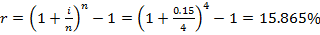 r = (1 + i/n)^n − 1 = (1 + 0.15/4)^4 − 1 = 15.865%